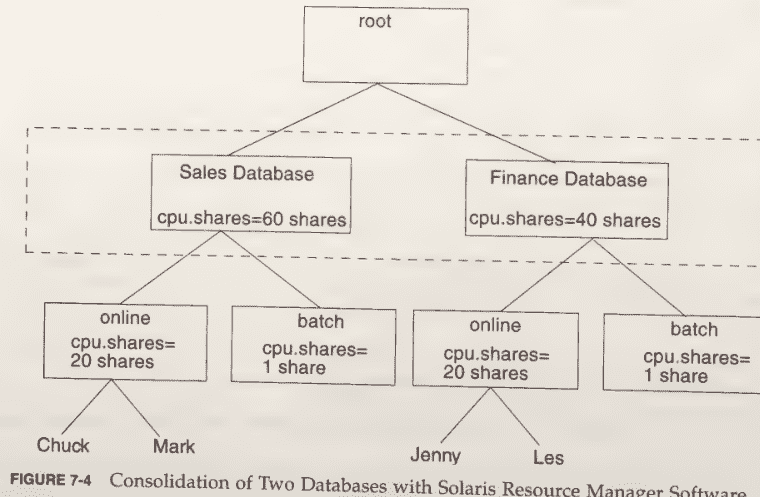 root
Sales Database
cpu.shares=60 shares
Finance Database
cpu.shares=40 shares
online
cpu.shares=
20 shares
batch
cpu.shares=
1 share
online
cpu.shares=
20 shares
batch
cpu.shares=
1 share
Chuck
Mark
Jenny
Les
FIGURE 7-4 Consolidation of Two Databases with Solaris Resource Manager Software